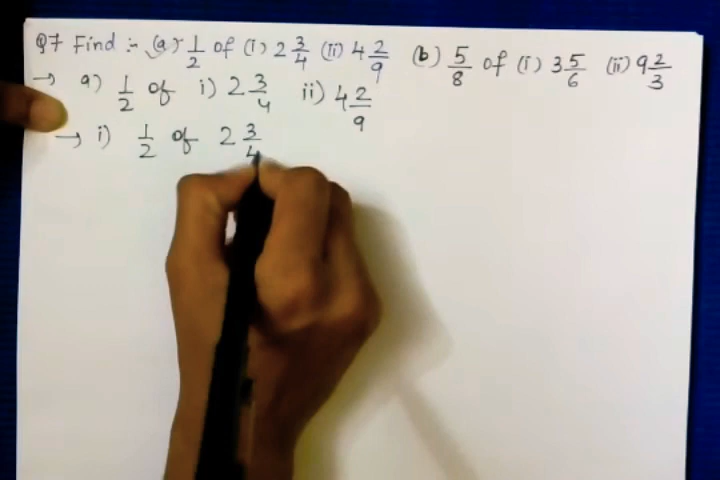 Q7 Find :- (a) 1/2 of (i) 2 3/4 (ii) 4 2/9 (b) 5/8 of (i) 3 5/6 (ii) 9 2/3
→ a) 1/2 of i) 2 3/4 ii) 4 2/9
→ i) 1/2 of 2 3/4